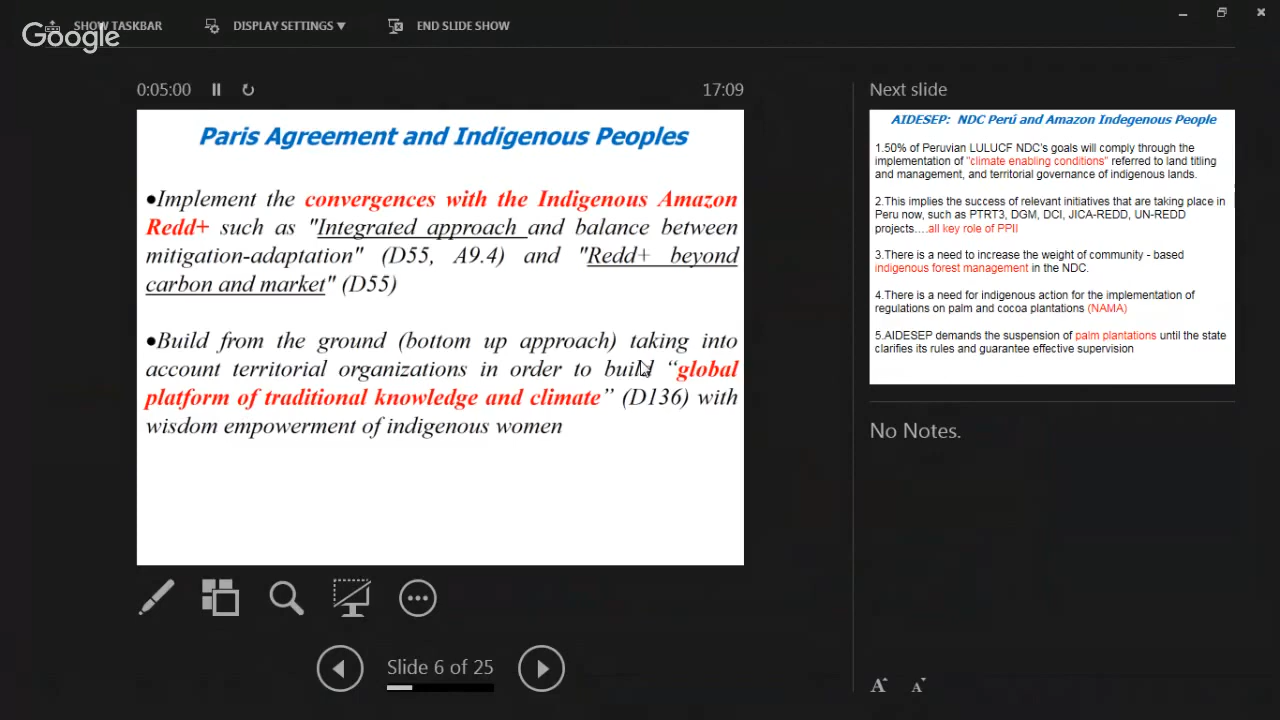 SHOW TASKBAR
DISPLAY SETTINGS ▼
END SLIDE SHOW
Google
0:05:00
17:09
Paris Agreement and Indigenous Peoples
•Implement the convergences with the Indigenous Amazon
Redd+ such as "Integrated approach and balance between
mitigation-adaptation" (D55, A9.4) and "Redd+ beyond
carbon and market" (D55)
•Build from the ground (bottom up approach) taking into
account territorial organizations in order to build “global
platform of traditional knowledge and climate” (D136) with
wisdom empowerment of indigenous women
Slide 6 of 25
Next slide
AIDESEP: NDC Perú and Amazon Indegenous People
1.50% of Peruvian LULUCF NDC's goals will comply through the
implementation of "climate enabling conditions" referred to land titling
and management, and territorial governance of indigenous lands.
2.This implies the success of relevant initiatives that are taking place in
Peru now, such as PTRT3, DGM, DCI, JICA-REDD, UN-REDD
projects….all key role of PPII
3.There is a need to increase the weight of community - based
indigenous forest management in the NDC.
4.There is a need for indigenous action for the implementation of
regulations on palm and cocoa plantations (NAMA)
5.AIDESEP demands the suspension of palm plantations until the state
clarifies its rules and guarantee effective supervision
No Notes.
A A